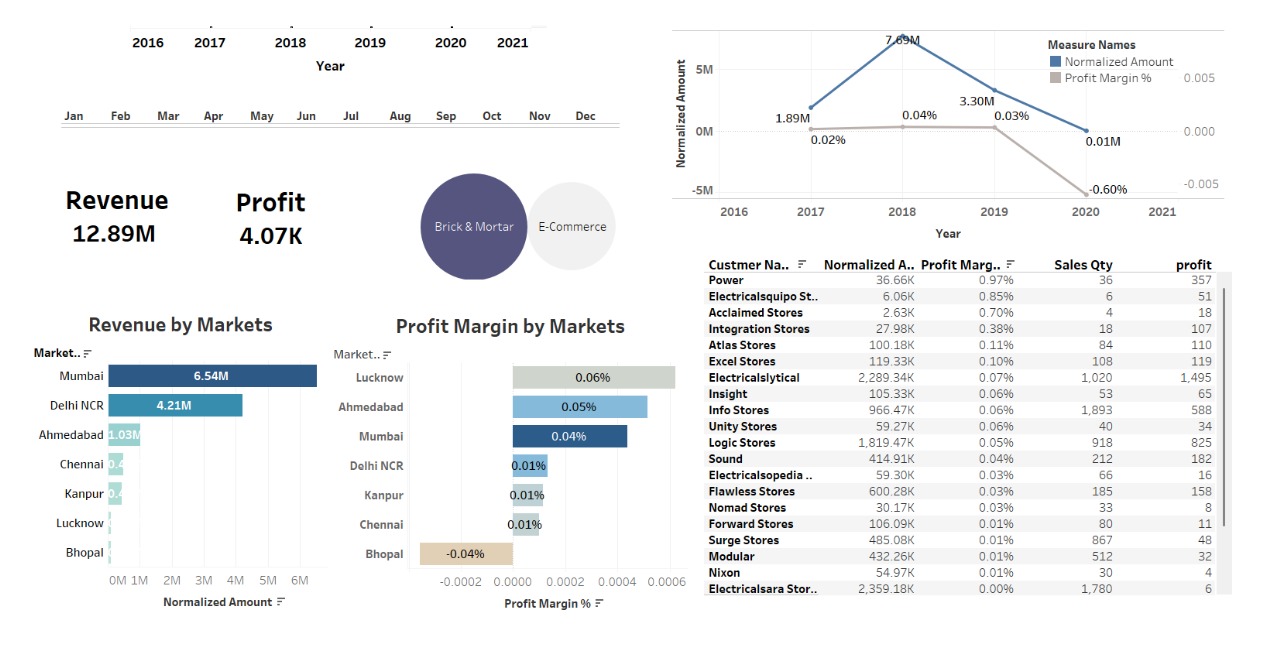 2016 2017 2018 2019 2020 2021
Year
Jan Feb Mar Apr May Jun Jul Aug Sep Oct Nov Dec
Revenue
12.89M
Profit
4.07K
Brick & Mortar
E-Commerce
Revenue by Markets
Market..
Mumbai 6.54M
Delhi NCR 4.21M
Ahmedabad 1.03M
Chennai 0.4
Kanpur 0.4
Lucknow
Bhopal
0M 1M 2M 3M 4M 5M 6M
Normalized Amount
Profit Margin by Markets
Market..
Lucknow 0.06%
Ahmedabad 0.05%
Mumbai 0.04%
Delhi NCR 0.01%
Kanpur 0.01%
Chennai 0.01%
Bhopal -0.04%
-0.0002 0.0000 0.0002 0.0004 0.0006
Profit Margin %
Normalized Amount
5M
0M
-5M
7.69M
1.89M
3.30M
0.01M
0.02%
0.04%
0.03%
-0.60%
Measure Names
Normalized Amount
Profit Margin %
0.005
0.000
-0.005
2016 2017 2018 2019 2020 2021
Year
Custmer Na.. Normalized A.. Profit Marg.. Sales Qty profit
Power 36.66K 0.97% 36 357
Electricalsquipo St.. 6.06K 0.85% 6 51
Acclaimed Stores 2.63K 0.70% 4 18
Integration Stores 27.98K 0.38% 18 107
Atlas Stores 100.18K 0.11% 84 110
Excel Stores 119.33K 0.10% 108 119
Electricalslytical 2,289.34K 0.07% 1,020 1,495
Insight 105.33K 0.06% 53 65
Info Stores 966.47K 0.06% 1,893 588
Unity Stores 59.27K 0.06% 40 34
Logic Stores 1,819.47K 0.05% 918 825
Sound 414.91K 0.04% 212 182
Electricalsopedia .. 59.30K 0.03% 66 16
Flawless Stores 600.28K 0.03% 185 158
Nomad Stores 30.17K 0.03% 33 8
Forward Stores 106.09K 0.01% 80 11
Surge Stores 485.08K 0.01% 867 48
Modular 432.26K 0.01% 512 32
Nixon 54.97K 0.01% 30 4
Electricalsara Stor.. 2,359.18K 0.00% 1,780 6